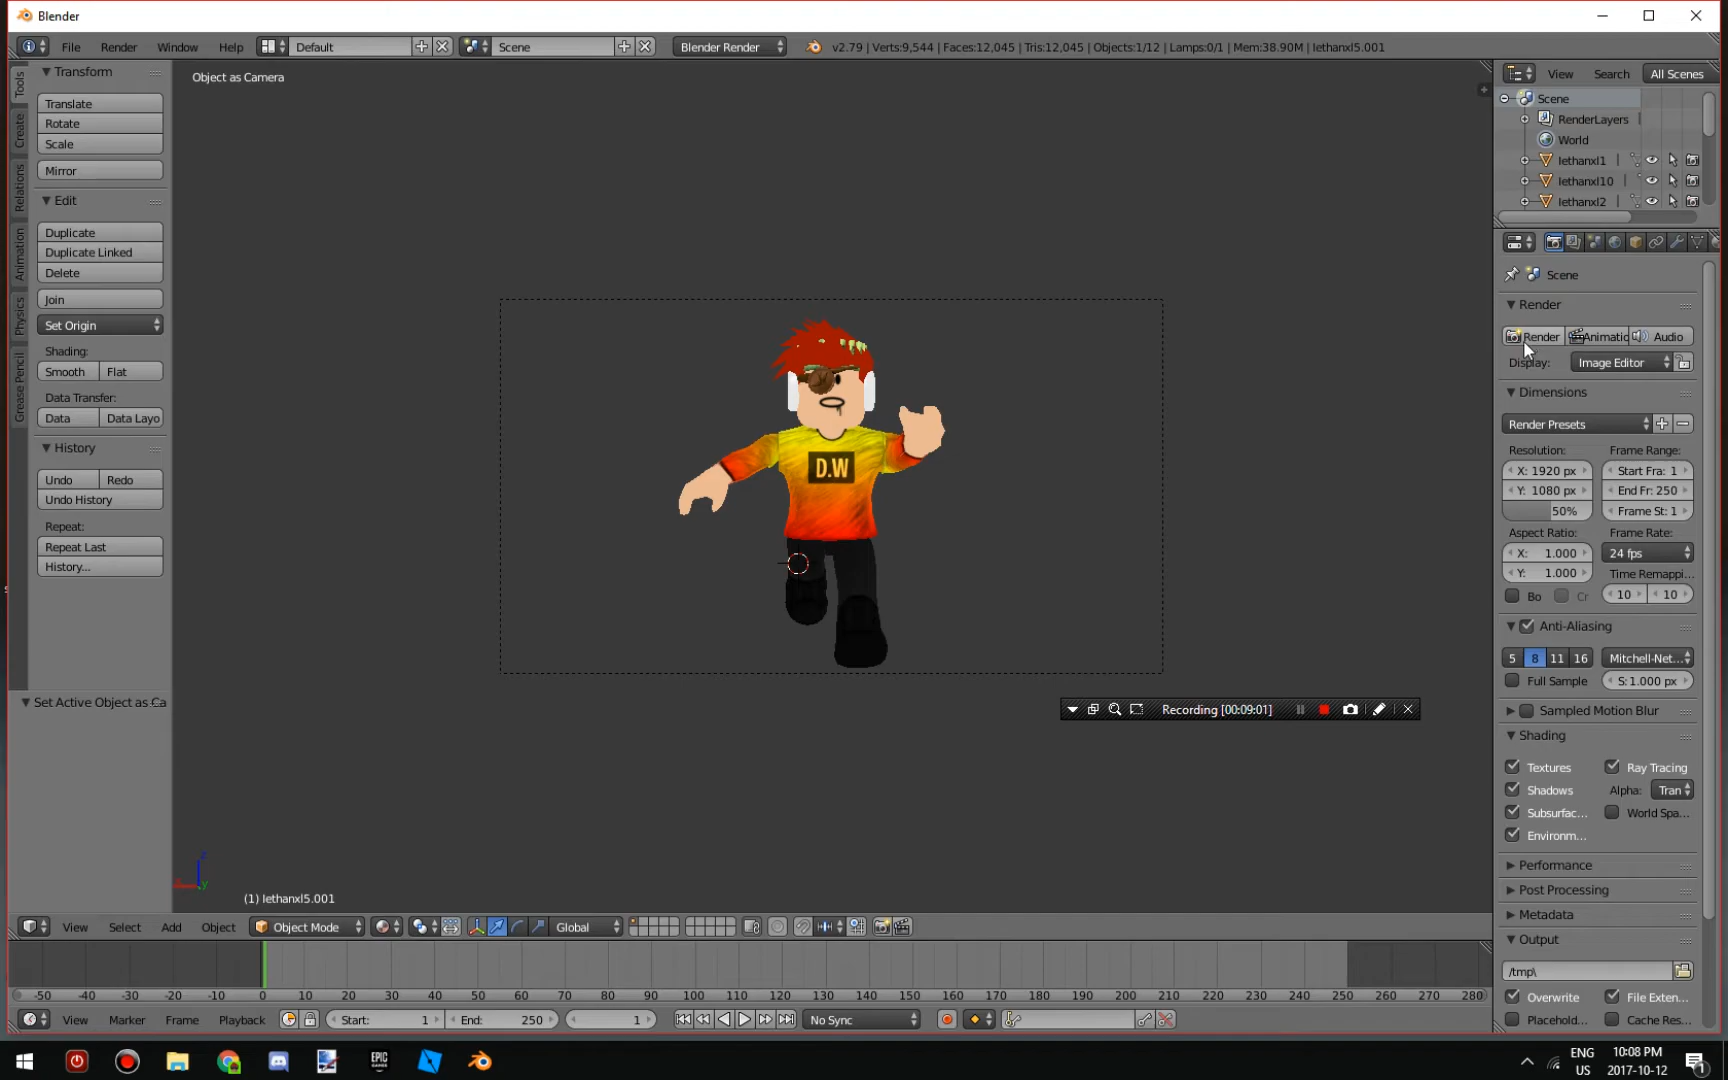 Blender
File Render Window Help Default Scene Blender Render v2.79 | Verts:9,544 | Faces:12,045 | Tris:12,045 | Objects:1/12 | Lamps:0/1 | Mem:38.90M | lethanxl5.001
Tools
Create
Relations
Animation
Physics
Grease Pencil
Transform
Translate
Rotate
Scale
Mirror
Edit
Duplicate
Duplicate Linked
Delete
Join
Set Origin
Shading:
Smooth Flat
Data Transfer:
Data Data Layo
History
Undo Redo
Undo History
Repeat:
Repeat Last
History...
Set Active Object as Ca
Object as Camera
D.W
Recording [00:09:01]
z
y
(1) lethanxl5.001
View Select Add Object Object Mode Global
View Search All Scenes
Scene
RenderLayers
World
lethanxl1
lethanxl10
lethanxl2
Scene
Render
Render Animatic Audio
Display: Image Editor
Dimensions
Render Presets
Resolution: Frame Range:
X: 1920 px Start Fra: 1
Y: 1080 px End Fr: 250
50% Frame St: 1
Aspect Ratio: Frame Rate:
X: 1.000 24 fps
Y: 1.000 Time Remappi...
Bo Cr 10 10
Anti-Aliasing
5 8 11 16 Mitchell-Net...
Full Sample S: 1.000 px
Sampled Motion Blur
Shading
Textures Ray Tracing
Shadows Alpha: Tran
Subsurfac... World Spa...
Environm...
Performance
Post Processing
Metadata
Output
/tmp\
Overwrite File Exten...
Placehold... Cache Res...
-50 -40 -30 -20 -10 0 10 20 30 40 50 60 70 80 90 100 110 120 130 140 150 160 170 180 190 200 210 220 230 240 250 260 270 280
View Marker Frame Playback Start: 1 End: 250 1 No Sync
EPIC GAMES
ENG
US
10:08 PM
2017-10-12
1